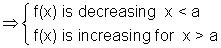 ⇒ { f(x) is decreasing x < a
f(x) is increasing for x > a